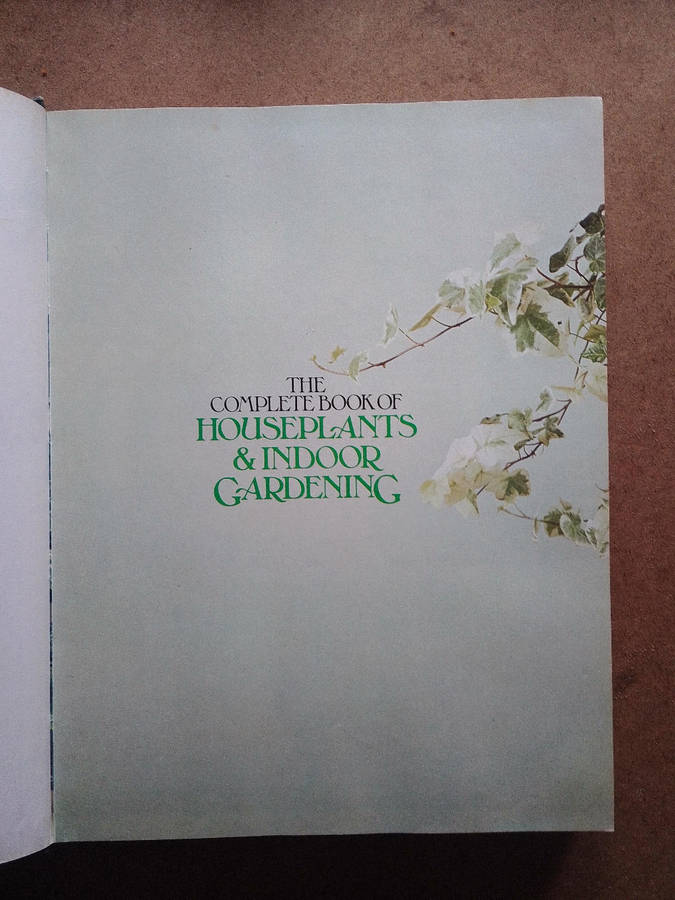 THE
COMPLETE BOOK OF
HOUSEPLANTS
& INDOOR
GARDENING